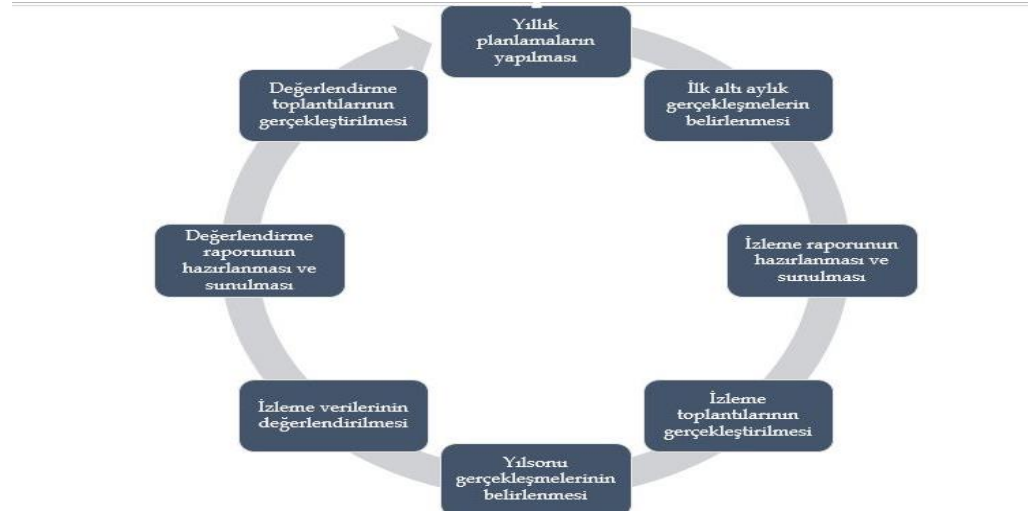 Yıllık
planlamaların
yapılması
İlk altı aylık
gerçekleşmelerin
belirlenmesi
İzleme raporunun
hazırlanması ve
sunulması
İzleme
toplantılarının
gerçekleştirilmesi
Yılsonu
gerçekleşmelerinin
belirlenmesi
İzleme verilerinin
değerlendirilmesi
Değerlendirme
raporunun
hazırlanması ve
sunulması
Değerlendirme
toplantılarının
gerçekleştirilmesi